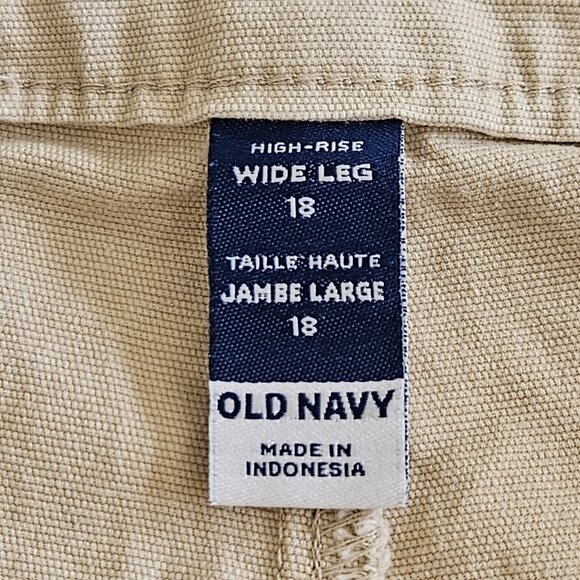 HIGH-RISE
WIDE LEG
18
TAILLE HAUTE
JAMBE LARGE
18
OLD NAVY
MADE IN
INDONESIA